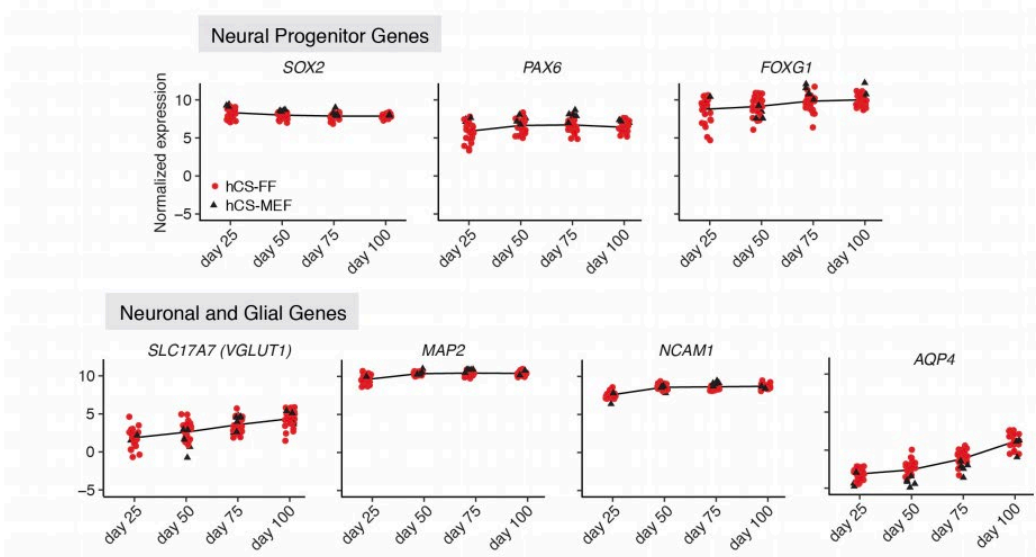 Neural Progenitor Genes
SOX2
PAX6
FOXG1
Normalized expression
10
5
0
−5
hCS-FF
hCS-MEF
day 25
day 50
day 75
day 100
day 25
day 50
day 75
day 100
day 25
day 50
day 75
day 100
Neuronal and Glial Genes
SLC17A7 (VGLUT1)
MAP2
NCAM1
AQP4
10
5
0
−5
day 25
day 50
day 75
day 100
day 25
day 50
day 75
day 100
day 25
day 50
day 75
day 100
day 25
day 50
day 75
day 100